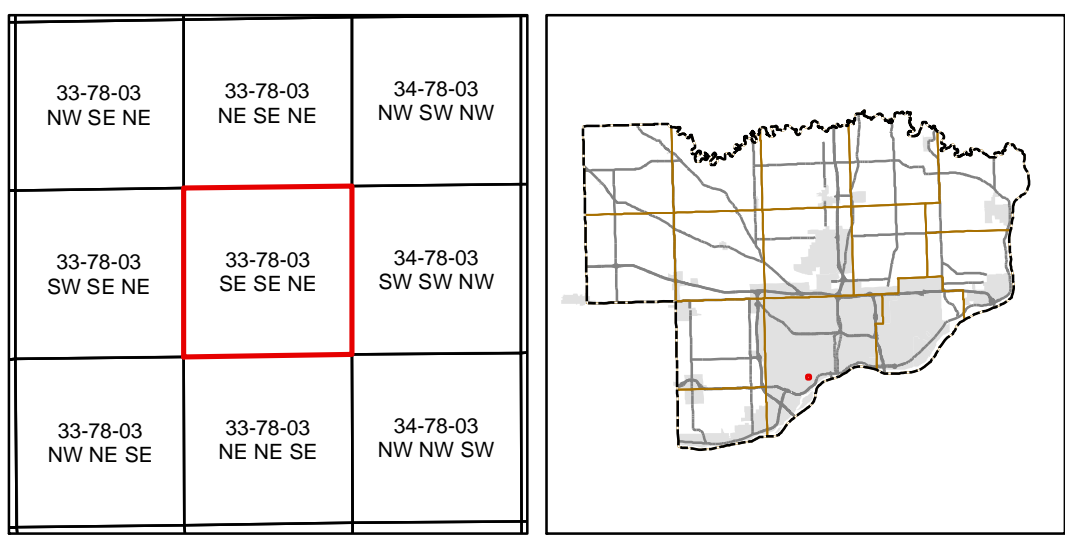 33-78-03
NW SE NE
33-78-03
NE SE NE
34-78-03
NW SW NW
33-78-03
SW SE NE
33-78-03
SE SE NE
34-78-03
SW SW NW
33-78-03
NW NE SE
33-78-03
NE NE SE
34-78-03
NW NW SW